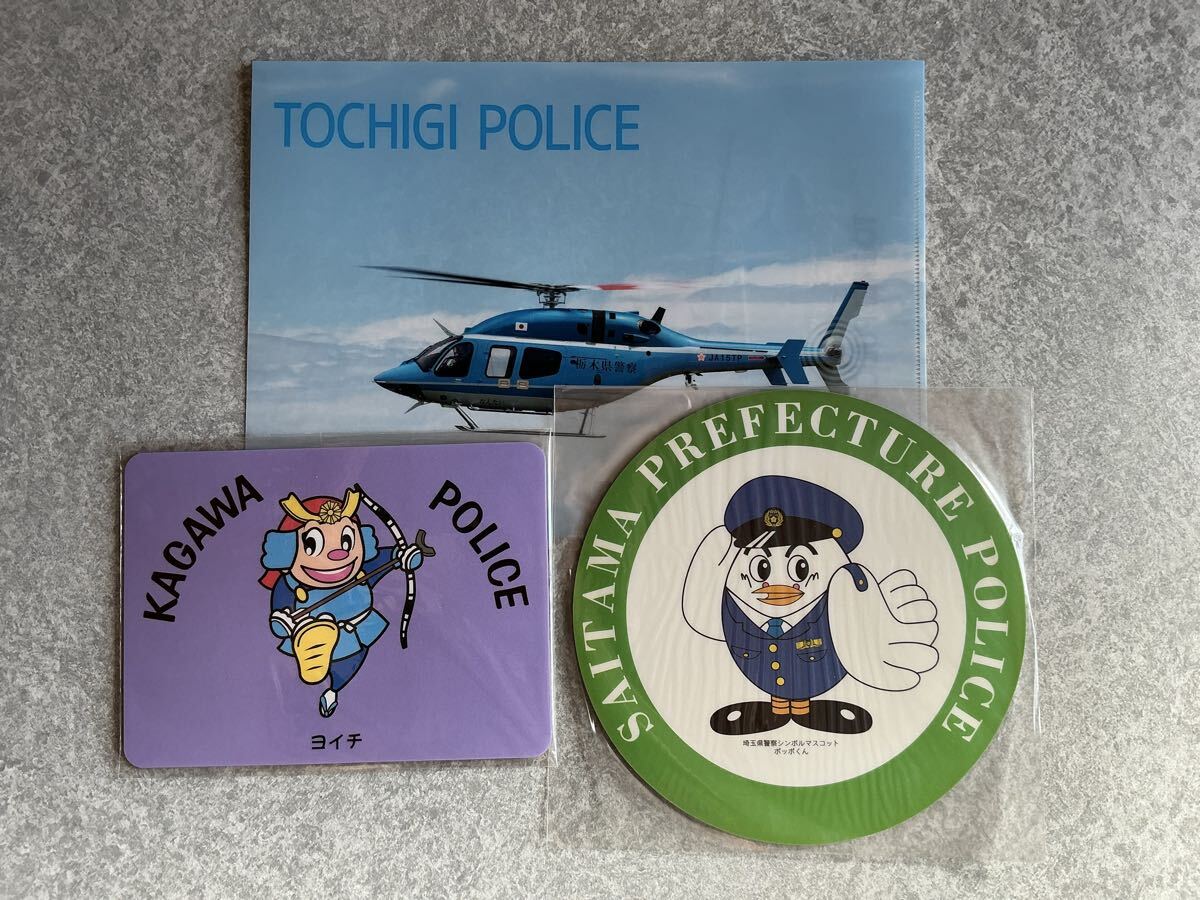 TOCHIGI POLICE
栃木県警察
JA15TP
KAGAWA POLICE
ヨイチ
SAITAMA PREFECTURE POLICE
埼玉県警察シンボルマスコット
ポッポくん